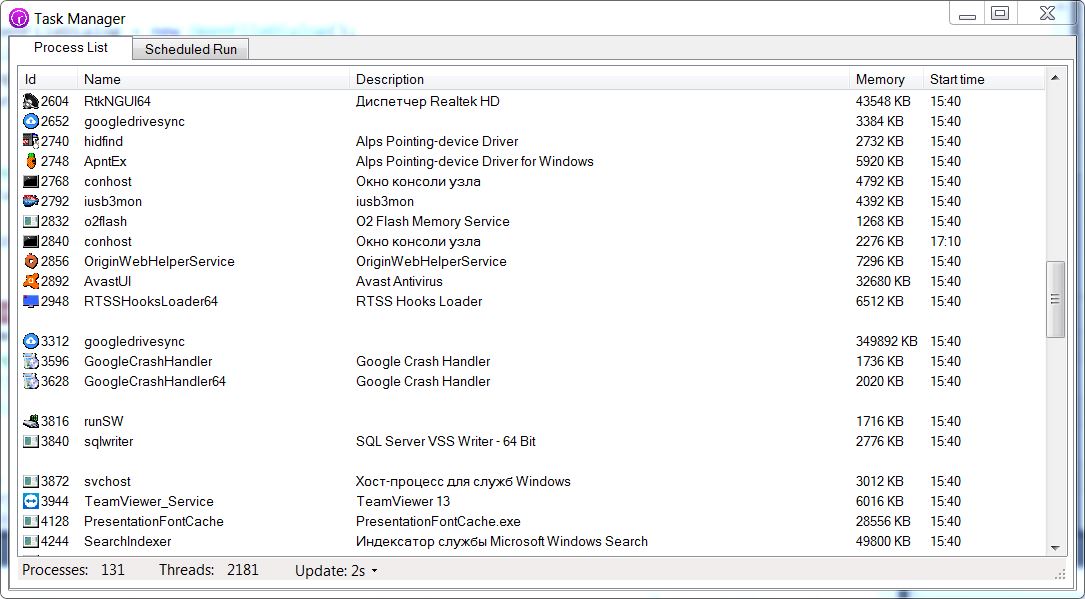 Task Manager
Process List Scheduled Run
Id Name Description Memory Start time
2604 RtkNGUI64 Диспетчер Realtek HD 43548 KB 15:40
2652 googledrivesync 3384 KB 15:40
2740 hidfind Alps Pointing-device Driver 2732 KB 15:40
2748 ApntEx Alps Pointing-device Driver for Windows 5920 KB 15:40
2768 conhost Окно консоли узла 4792 KB 15:40
2792 iusb3mon iusb3mon 4392 KB 15:40
2832 o2flash O2 Flash Memory Service 1268 KB 15:40
2840 conhost Окно консоли узла 2276 KB 17:10
2856 OriginWebHelperService OriginWebHelperService 7296 KB 15:40
2892 AvastUI Avast Antivirus 32680 KB 15:40
2948 RTSSHooksLoader64 RTSS Hooks Loader 6512 KB 15:40
3312 googledrivesync 349892 KB 15:40
3596 GoogleCrashHandler Google Crash Handler 1736 KB 15:40
3628 GoogleCrashHandler64 Google Crash Handler 2020 KB 15:40
3816 runSW 1716 KB 15:40
3840 sqlwriter SQL Server VSS Writer - 64 Bit 2776 KB 15:40
3872 svchost Хост-процесс для служб Windows 3012 KB 15:40
3944 TeamViewer_Service TeamViewer 13 6016 KB 15:40
4128 PresentationFontCache PresentationFontCache.exe 28556 KB 15:40
4244 SearchIndexer Индексатор службы Microsoft Windows Search 49800 KB 15:40
Processes: 131 Threads: 2181 Update: 2s